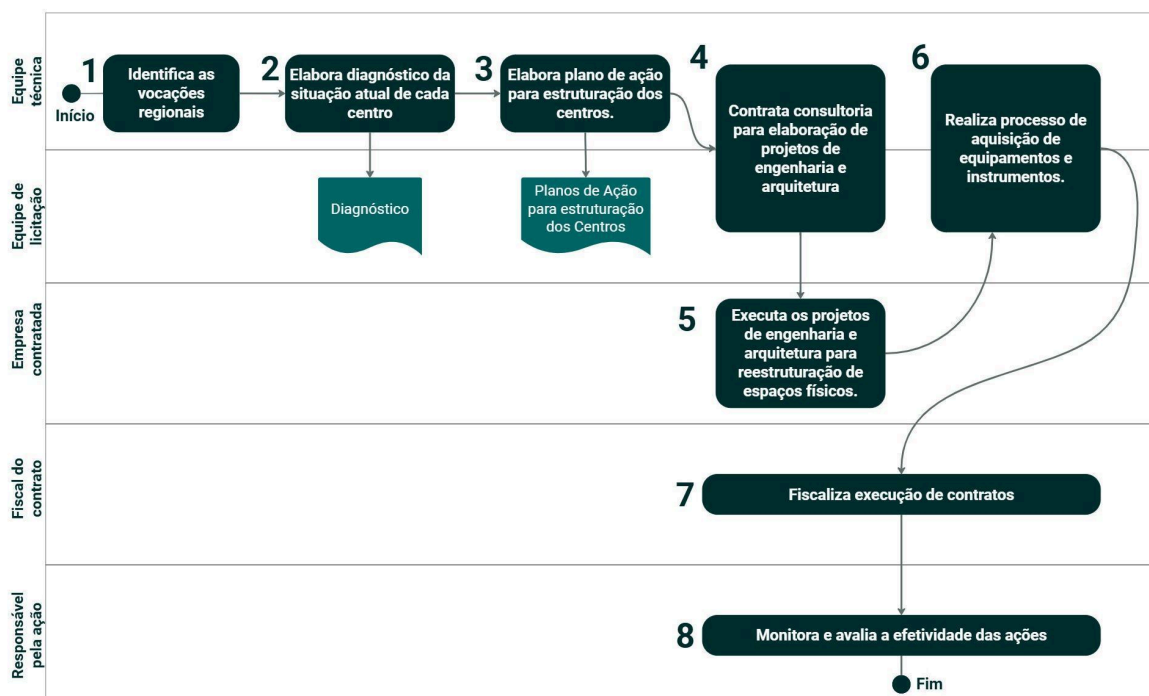 Equipe
técnica
Início
1
Identifica as
vocações
regionais
2
Elabora diagnóstico da
situação atual de cada
centro
3
Elabora plano de ação
para estruturação dos
centros.
4
Contrata consultoria
para elaboração de
projetos de
engenharia e
arquitetura
6
Realiza processo de
aquisição de
equipamentos e
instrumentos.
Equipe de
licitação
Diagnóstico
Planos de Ação
para estruturação
dos Centros
Empresa
contratada
5
Executa os projetos
de engenharia e
arquitetura para
reestruturação de
espaços físicos.
Fiscal do
contrato
7
Fiscaliza execução de contratos
Responsável
pela ação
8
Monitora e avalia a efetividade das ações
Fim